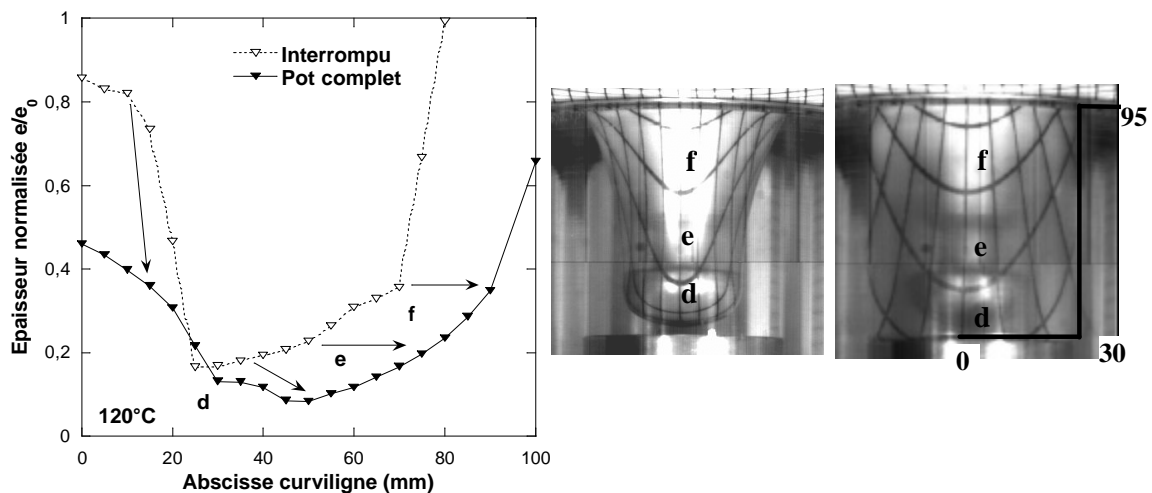 Epaisseur normalisée e/e0
1
0,8
0,6
0,4
0,2
0
Interrompu
Pot complet
f
e
d
120°C
0 20 40 60 80 100
Abscisse curviligne (mm)
f
e
d
f
e
d
95
0
30